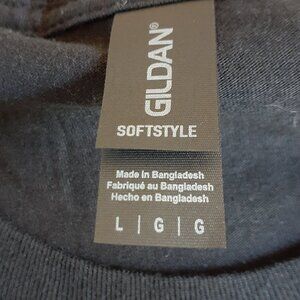 GILDAN®
SOFTSTYLE
Made in Bangladesh
Fabriqué au Bangladesh
Hecho en Bangladesh
L | G | G